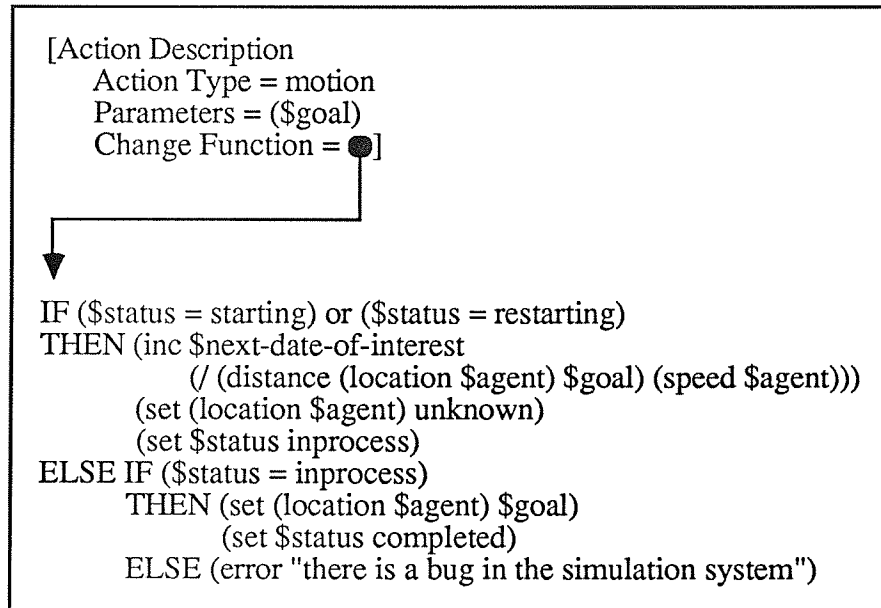 [Action Description
Action Type = motion
Parameters = ($goal)
Change Function = ]
IF ($status = starting) or ($status = restarting)
THEN (inc $next-date-of-interest
(/ (distance (location $agent) $goal) (speed $agent)))
(set (location $agent) unknown)
(set $status inprocess)
ELSE IF ($status = inprocess)
THEN (set (location $agent) $goal)
(set $status completed)
ELSE (error "there is a bug in the simulation system")